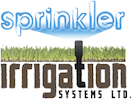 sprinkler
irrigation
SYSTEMS LTD.